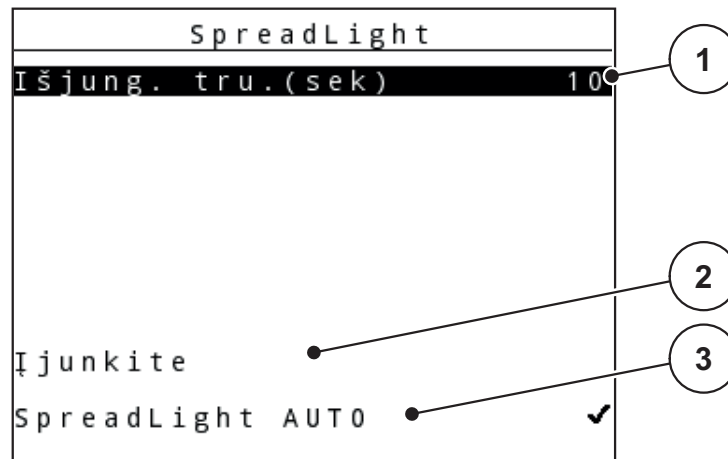 SpreadLight
Išjung. tru.(sek) 10
Įjunkite
SpreadLight AUTO ✓
1
2
3